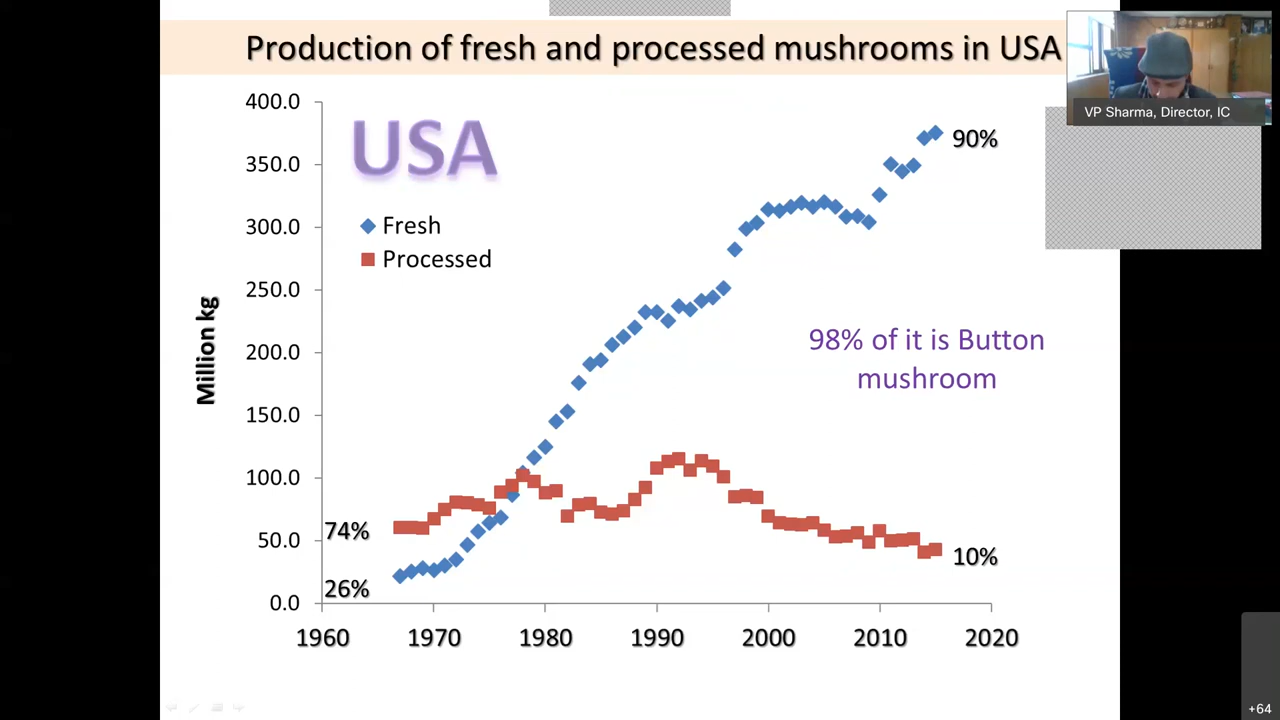 Production of fresh and processed mushrooms in USA
VP Sharma, Director, IC
400.0
350.0
300.0
250.0
200.0
150.0
100.0
50.0
0.0
Million kg
USA
Fresh
Processed
90%
98% of it is Button
mushroom
74%
26%
10%
1960 1970 1980 1990 2000 2010 2020
+64